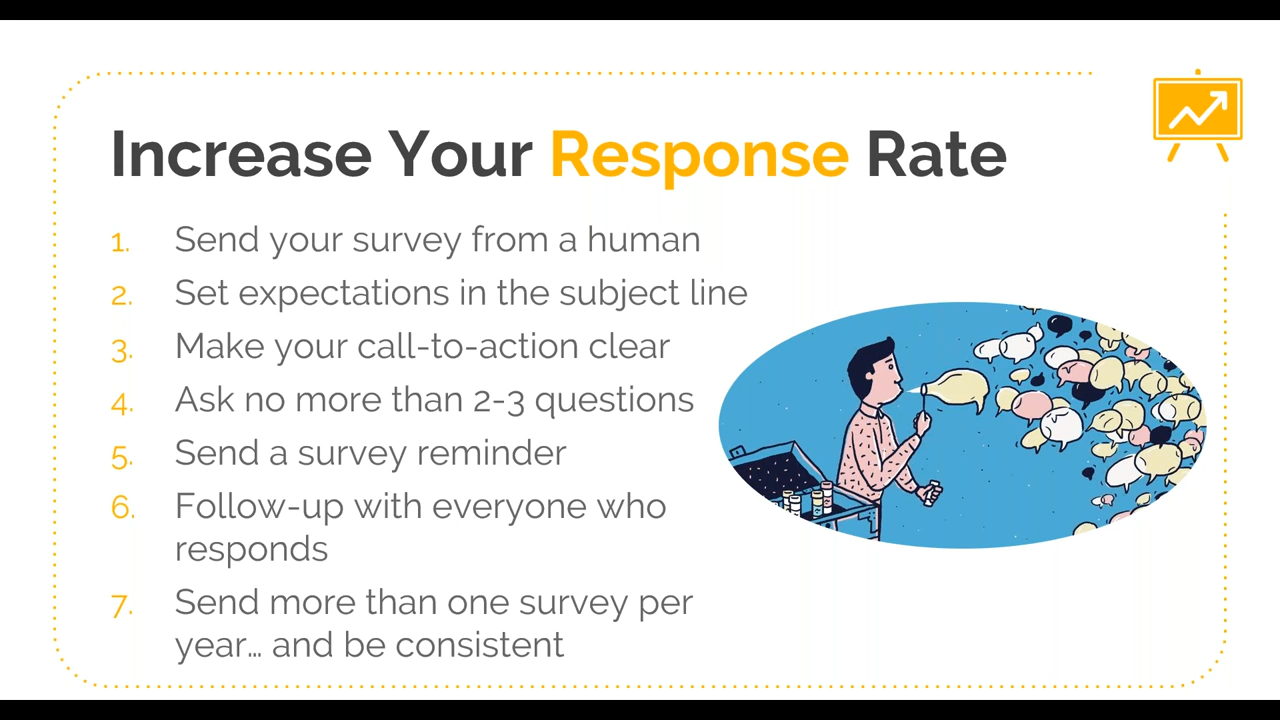 Increase Your Response Rate
1. Send your survey from a human
2. Set expectations in the subject line
3. Make your call-to-action clear
4. Ask no more than 2-3 questions
5. Send a survey reminder
6. Follow-up with everyone who
responds
7. Send more than one survey per
year… and be consistent